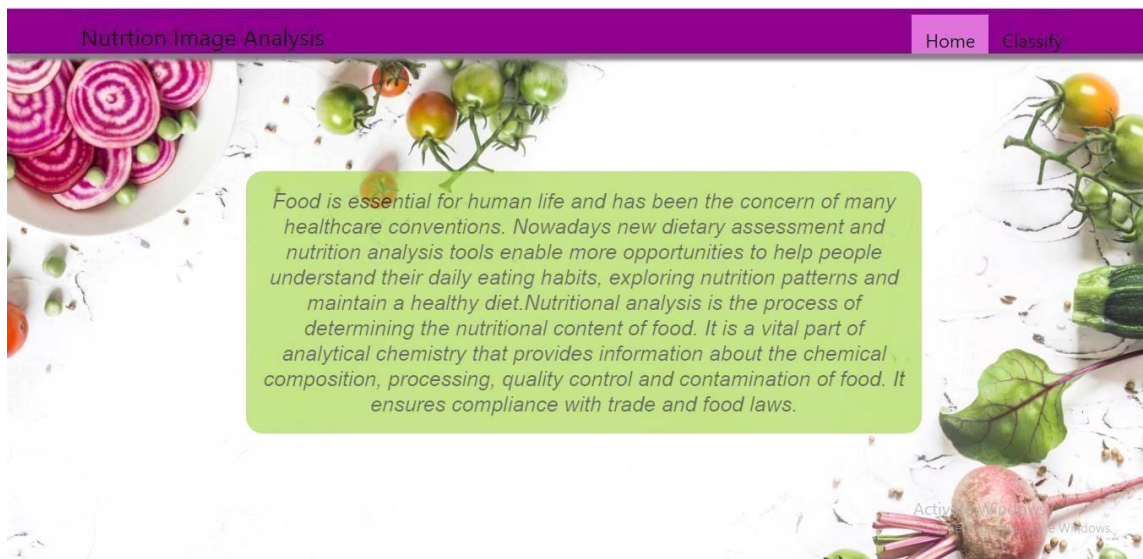 Nutrtion Image Analysis
Home
Classify
Food is essential for human life and has been the concern of many
healthcare conventions. Nowadays new dietary assessment and
nutrition analysis tools enable more opportunities to help people
understand their daily eating habits, exploring nutrition patterns and
maintain a healthy diet.Nutritional analysis is the process of
determining the nutritional content of food. It is a vital part of
analytical chemistry that provides information about the chemical
composition, processing, quality control and contamination of food. It
ensures compliance with trade and food laws.
Windows
Windows.